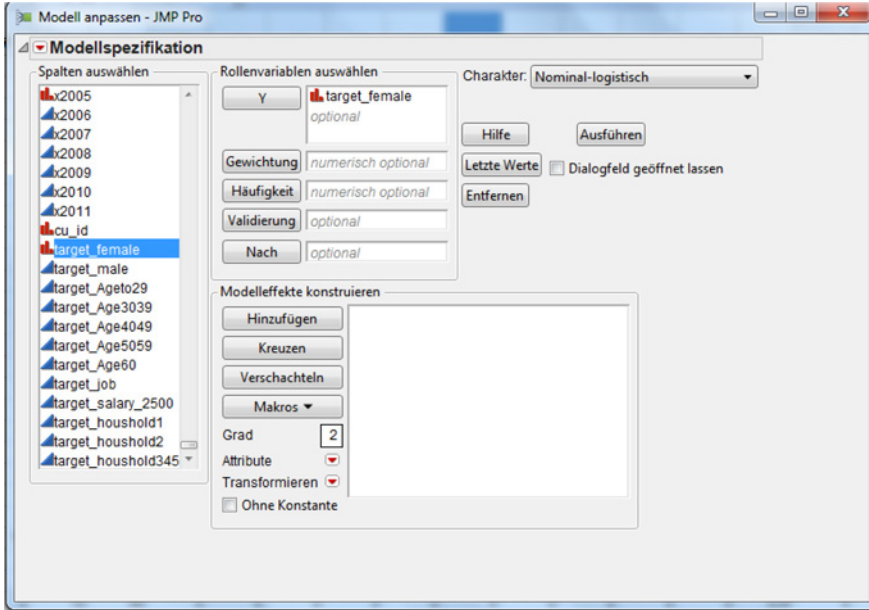 Modell anpassen - JMP Pro
Modellspezifikation
Spalten auswählen
x2005
x2006
x2007
x2008
x2009
x2010
x2011
cu_id
target_female
target_male
target_Ageto29
target_Age3039
target_Age4049
target_Age5059
target_Age60
target_job
target_salary_2500
target_houshold1
target_houshold2
target_houshold345
Rollenvariablen auswählen
Y
target_female
optional
Gewichtung
numerisch optional
Häufigkeit
numerisch optional
Validierung
optional
Nach
optional
Charakter:
Nominal-logistisch
Hilfe
Ausführen
Letzte Werte
Dialogfeld geöffnet lassen
Entfernen
Modelleffekte konstruieren
Hinzufügen
Kreuzen
Verschachteln
Makros
Grad
2
Attribute
Transformieren
Ohne Konstante